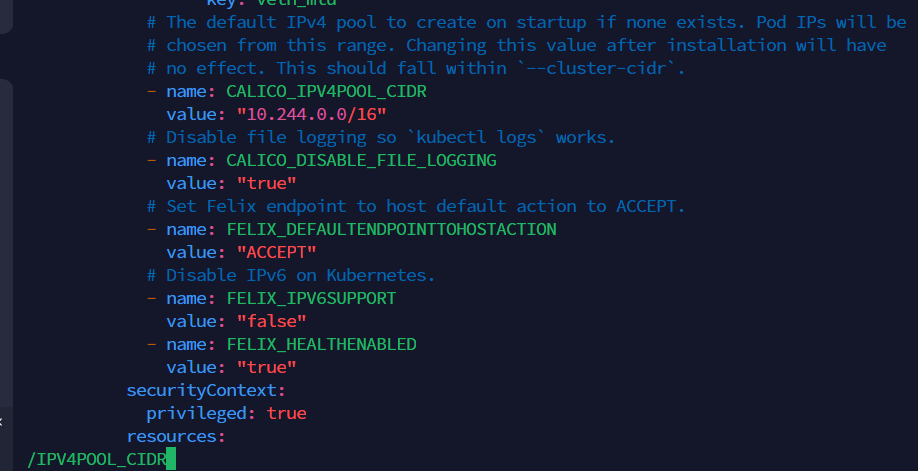 # The default IPv4 pool to create on startup if none exists. Pod IPs will be
# chosen from this range. Changing this value after installation will have
# no effect. This should fall within `--cluster-cidr`.
- name: CALICO_IPV4POOL_CIDR
value: "10.244.0.0/16"
# Disable file logging so `kubectl logs` works.
- name: CALICO_DISABLE_FILE_LOGGING
value: "true"
# Set Felix endpoint to host default action to ACCEPT.
- name: FELIX_DEFAULTENDPOINTTOHOSTACTION
value: "ACCEPT"
# Disable IPv6 on Kubernetes.
- name: FELIX_IPV6SUPPORT
value: "false"
- name: FELIX_HEALTHENABLED
value: "true"
securityContext:
privileged: true
resources:
/IPV4POOL_CIDR